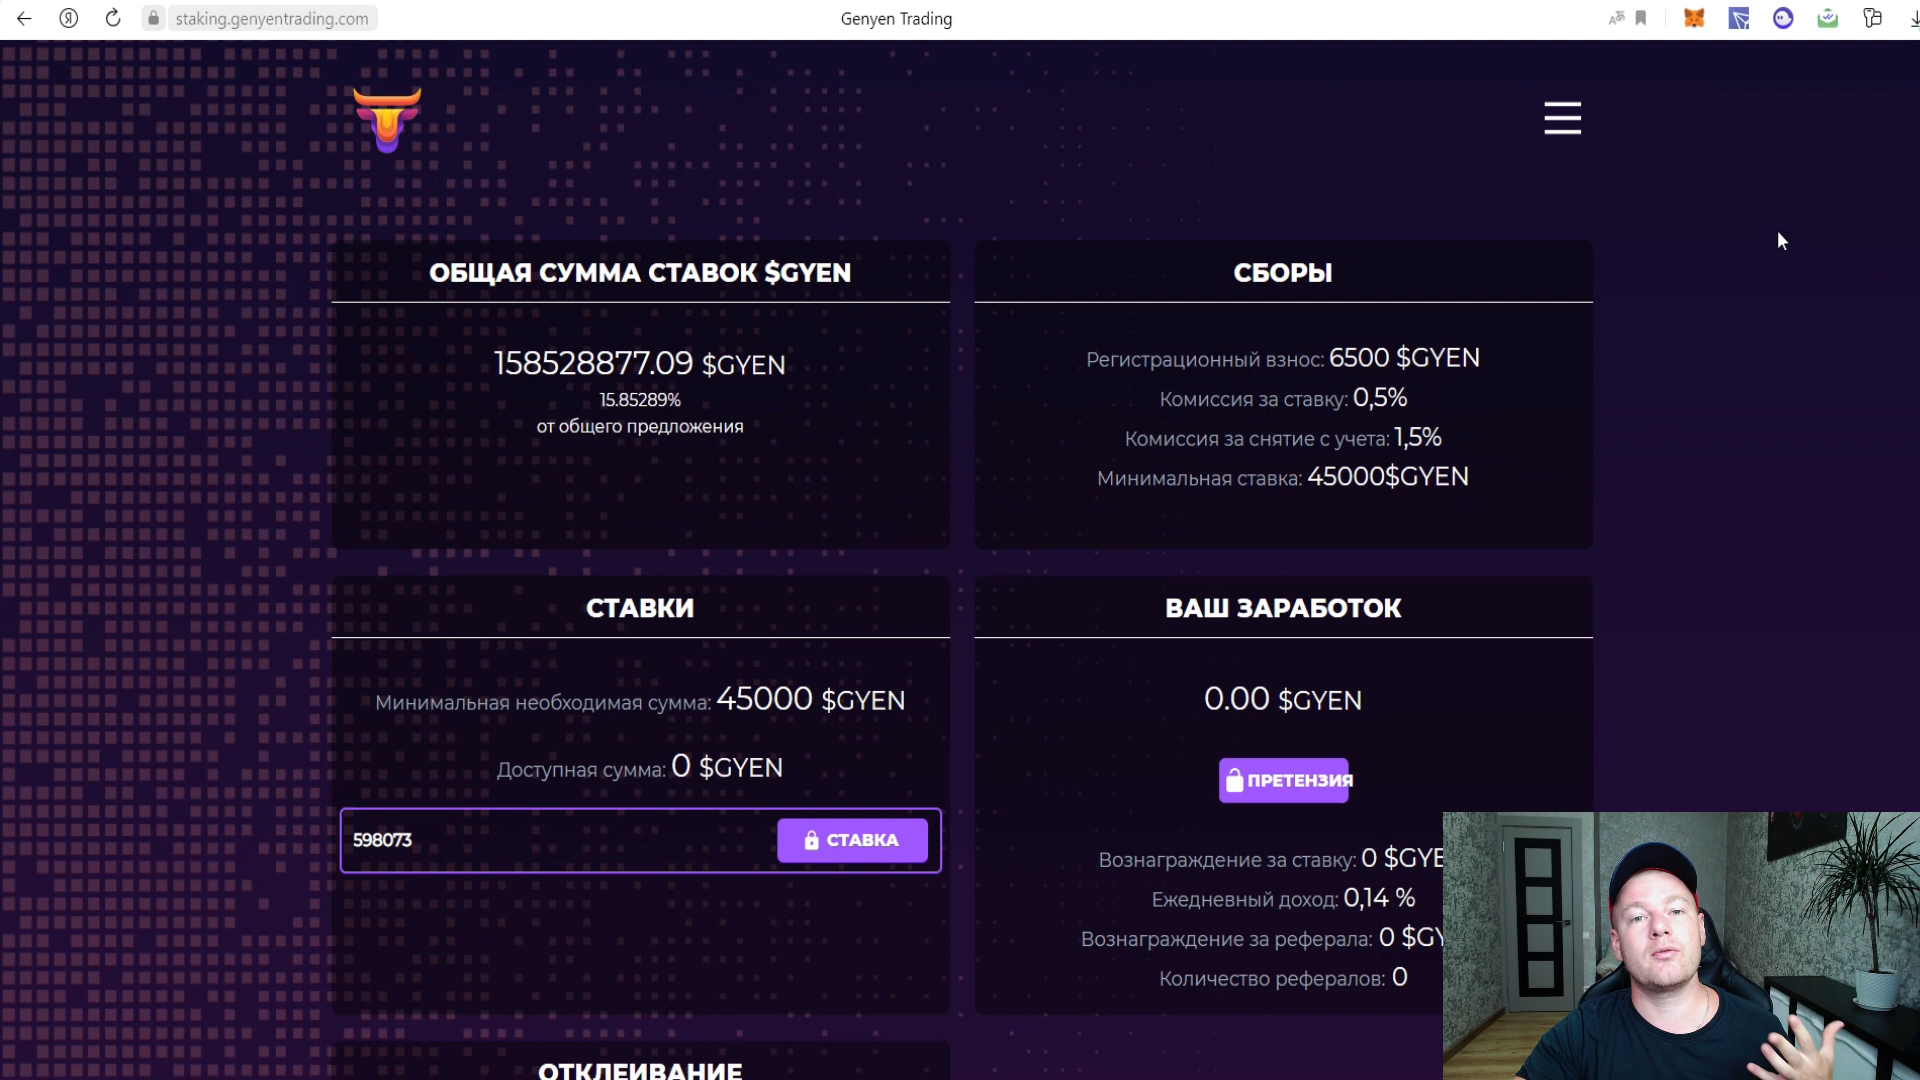 staking.genyentrading.com
Genyen Trading
ОБЩАЯ СУММА СТАВОК $GYEN
158528877.09 $GYEN
15.85289%
от общего предложения
СБОРЫ
Регистрационный взнос: 6500 $GYEN
Комиссия за ставку: 0,5%
Комиссия за снятие с учета: 1,5%
Минимальная ставка: 45000$GYEN
СТАВКИ
Минимальная необходимая сумма: 45000 $GYEN
Доступная сумма: 0 $GYEN
598073
СТАВКА
ВАШ ЗАРАБОТОК
0.00 $GYEN
ПРЕТЕНЗИЯ
Вознаграждение за ставку: 0 $GYE
Ежедневный доход: 0,14 %
Вознаграждение за реферала: 0 $GY
Количество рефералов: 0
ОТКЛЕИВАНИЕ